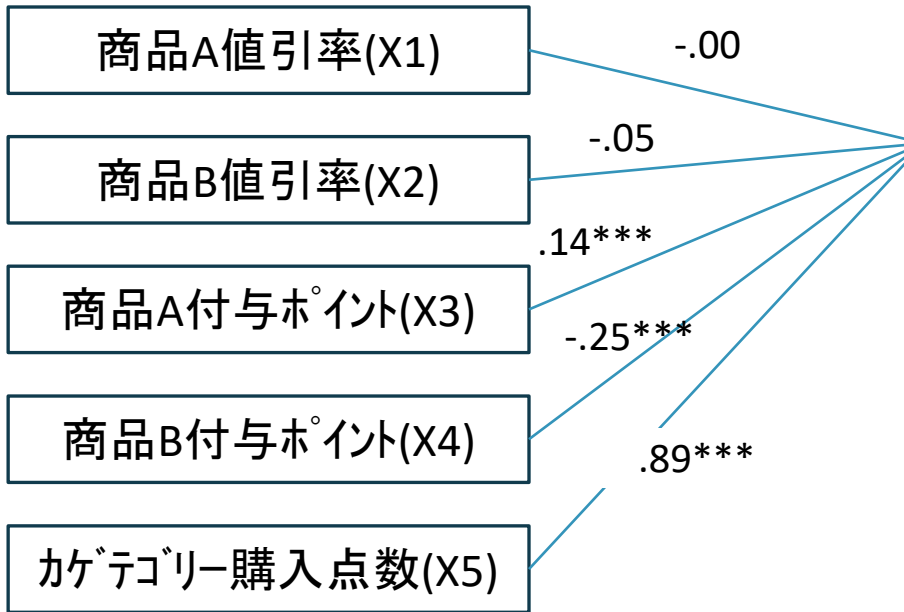 商品A値引率(X1)
-.00
商品B値引率(X2)
-.05
商品A付与ﾎﾟｲﾝﾄ(X3)
.14***
商品B付与ﾎﾟｲﾝﾄ(X4)
-.25***
ｶｹﾞﾃｺﾞﾘｰ購入点数(X5)
.89***